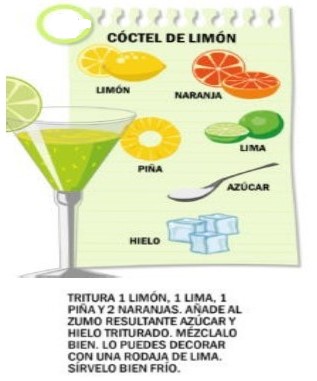 CÓCTEL DE LIMÓN
LIMÓN
NARANJA
LIMA
PIÑA
AZÚCAR
HIELO
TRITURA 1 LIMÓN, 1 LIMA, 1
PIÑA Y 2 NARANJAS. AÑADE AL
ZUMO RESULTANTE AZÚCAR Y
HIELO TRITURADO. MÉZCLALO
BIEN. LO PUEDES DECORAR
CON UNA RODAJA DE LIMA.
SÍRVELO BIEN FRÍO.